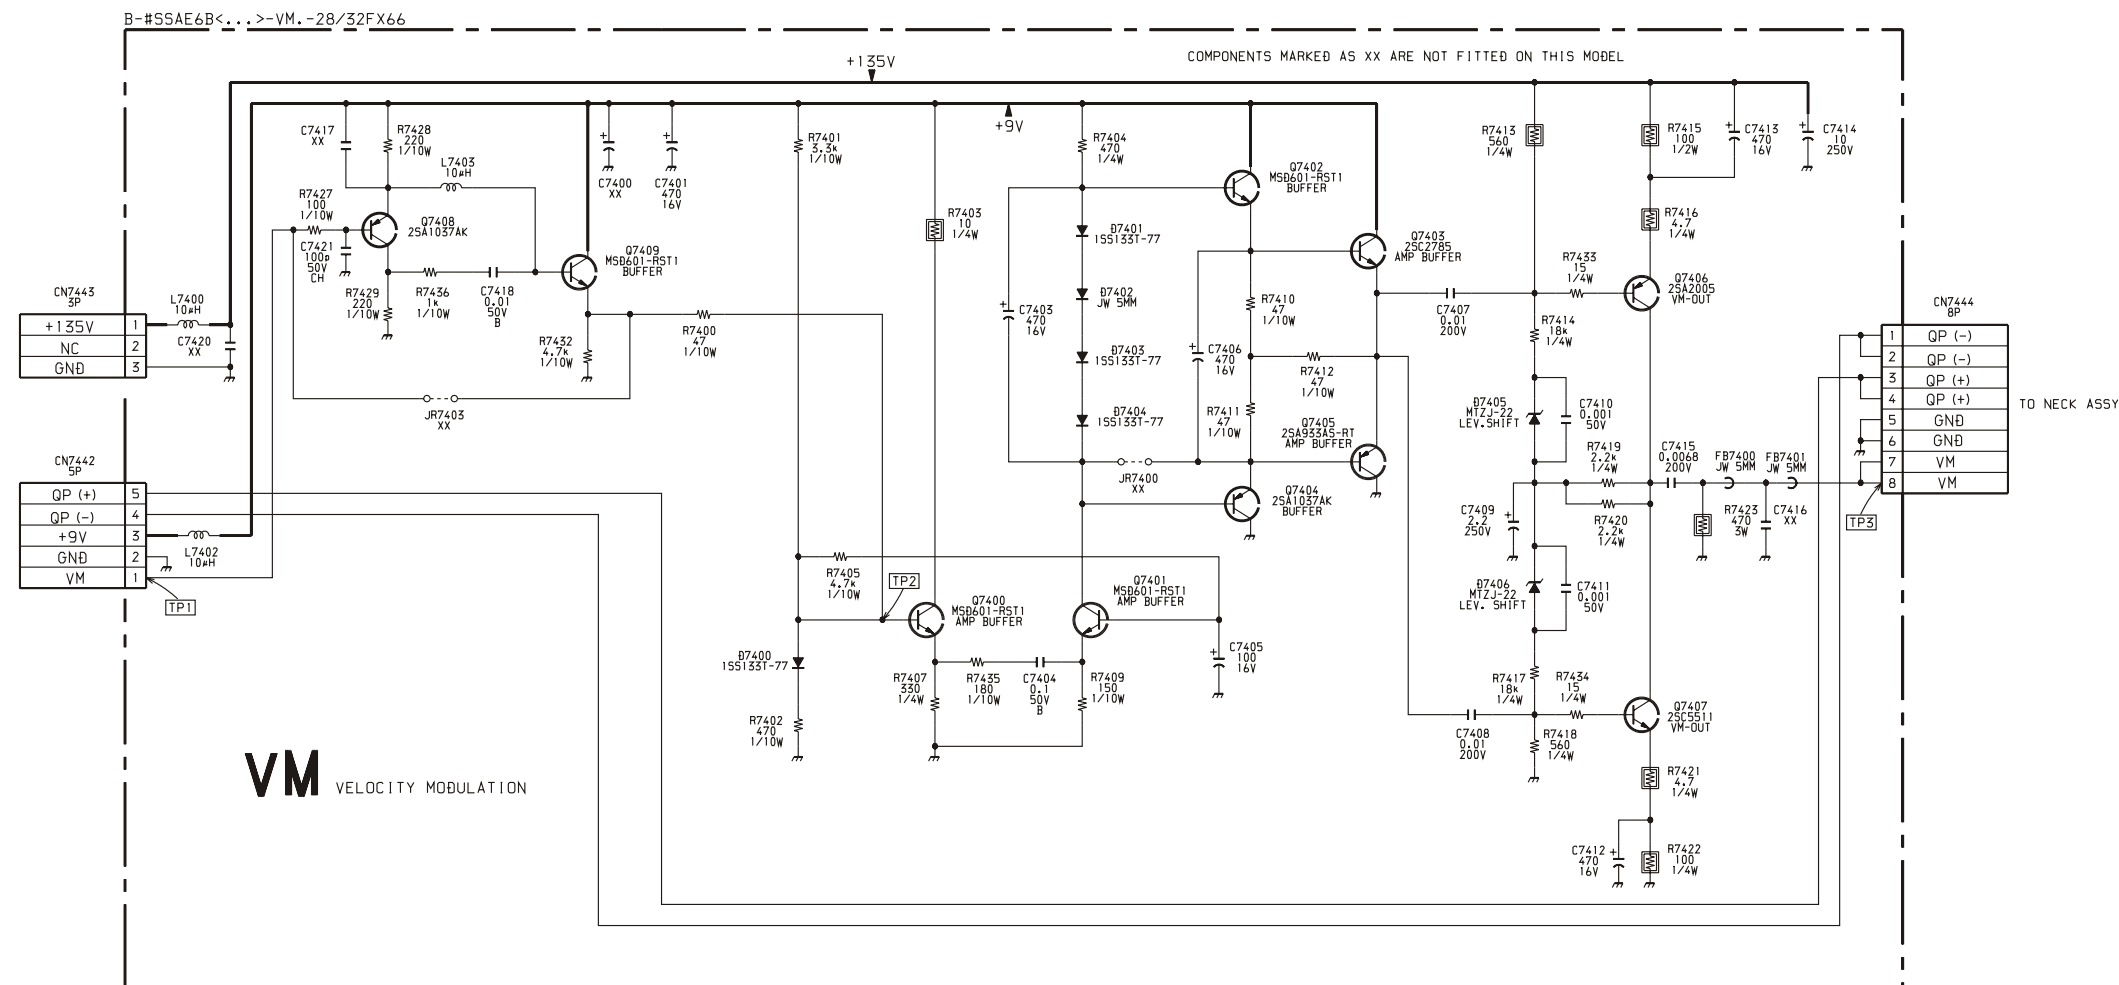 B-#SSAE6B<...>-VM.-28/32FX66
COMPONENTS MARKED AS XX ARE NOT FITTED ON THIS MODEL
+135V
+9V
C7417
XX
R7428
220
1/10W
L7403
10µH
R7427
100
1/10W
C7421
100p
50V
CH
Q7408
2SA1037AK
R7429
220
1/10W
R7436
1k
1/10W
C7418
0.01
50V
B
Q7409
MSD601-RST1
BUFFER
C7400
XX
C7401
470
16V
R7432
4.7k
1/10W
R7400
47
1/10W
JR7403
XX
R7401
3.3k
1/10W
R7403
10
1/4W
R7404
470
1/4W
D7401
1SS133T-77
D7402
JW 5MM
D7403
1SS133T-77
D7404
1SS133T-77
C7403
470
16V
Q7402
MSD601-RST1
BUFFER
R7410
47
1/10W
C7406
470
16V
R7412
47
1/10W
R7411
47
1/10W
Q7403
2SC2785
AMP BUFFER
Q7405
2SA933AS-RT
AMP BUFFER
JR7400
XX
Q7404
2SA1037AK
BUFFER
R7405
4.7k
1/10W
TP2
Q7400
MSD601-RST1
AMP BUFFER
Q7401
MSD601-RST1
AMP BUFFER
D7400
1SS133T-77
R7402
470
1/10W
R7407
330
1/4W
R7435
180
1/10W
C7404
0.1
50V
B
R7409
150
1/10W
C7405
100
16V
R7413
560
1/4W
R7415
100
1/2W
C7413
470
16V
C7414
10
250V
R7416
4.7
1/4W
R7433
15
1/4W
Q7406
2SA2005
VM-OUT
C7407
0.01
200V
R7414
18k
1/4W
D7405
MTZJ-22
LEV.SHIFT
C7410
0.001
50V
R7419
2.2k
1/4W
C7415
0.0068
200V
FB7400
JW 5MM
FB7401
JW 5MM
C7409
2.2
250V
R7420
2.2k
1/4W
R7423
470
3W
C7416
XX
TP3
D7406
MTZJ-22
LEV. SHIFT
C7411
0.001
50V
R7417
18k
1/4W
R7434
15
1/4W
C7408
0.01
200V
R7418
560
1/4W
Q7407
2SC5511
VM-OUT
R7421
4.7
1/4W
C7412
470
16V
R7422
100
1/4W
CN7443
3P
+135V 1
NC 2
GND 3
L7400
10µH
C7420
XX
CN7442
5P
QP (+) 5
QP (-) 4
+9V 3
GND 2
VM 1
L7402
10µH
TP1
CN7444
8P
1 QP (-)
2 QP (-)
3 QP (+)
4 QP (+)
5 GND
6 GND
7 VM
8 VM
TO NECK ASSY
VM VELOCITY MODULATION